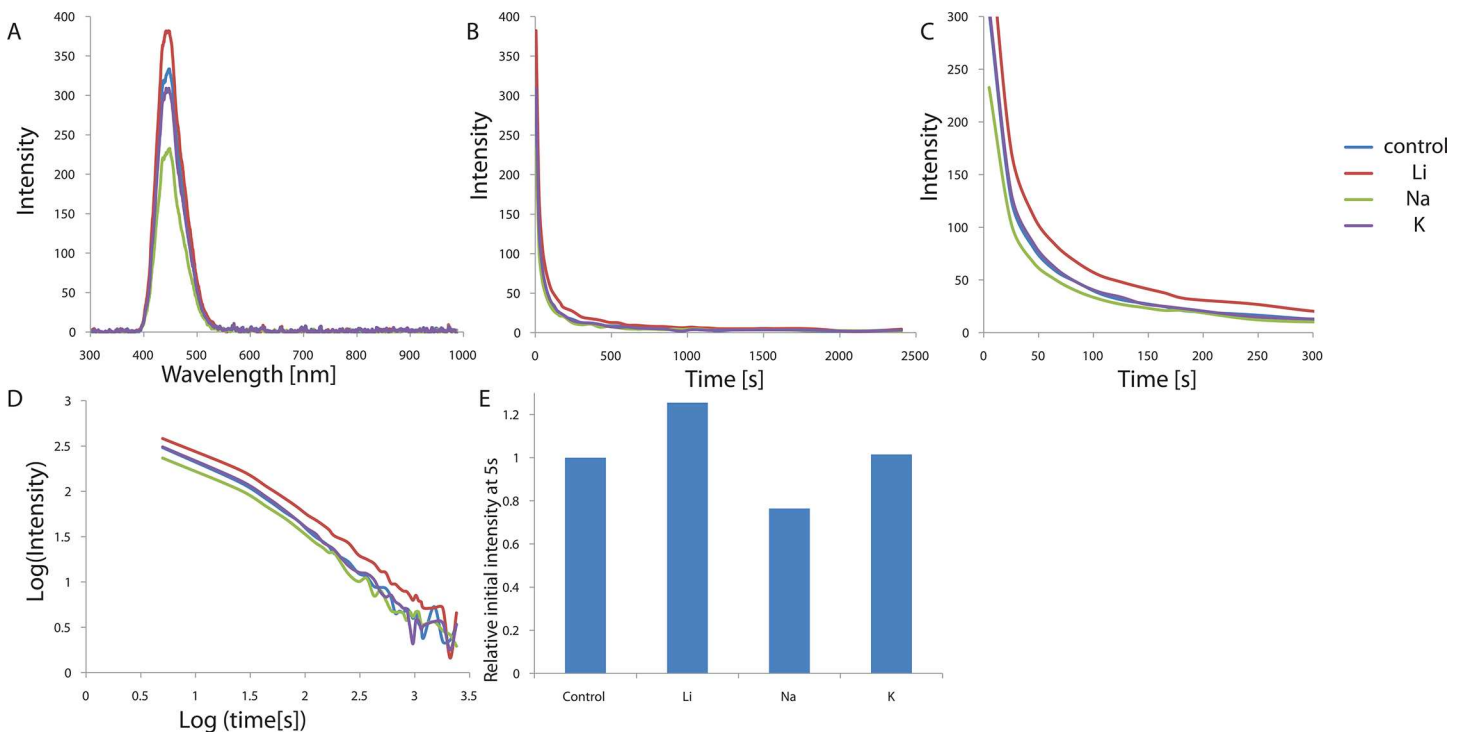 A
400
350
300
250
200
150
100
50
0
Intensity
300 400 500 600 700 800 900 1000
Wavelength [nm]
B
400
350
300
250
200
150
100
50
0
Intensity
0 500 1000 1500 2000 2500
Time [s]
C
300
250
200
150
100
50
0
Intensity
0 50 100 150 200 250 300
Time [s]
control
Li
Na
K
D
3
2.5
2
1.5
1
0.5
0
Log(Intensity)
0 0.5 1 1.5 2 2.5 3 3.5
Log (time[s])
E
1.2
1
0.8
0.6
0.4
0.2
0
Relative initial intensity at 5s
Control Li Na K